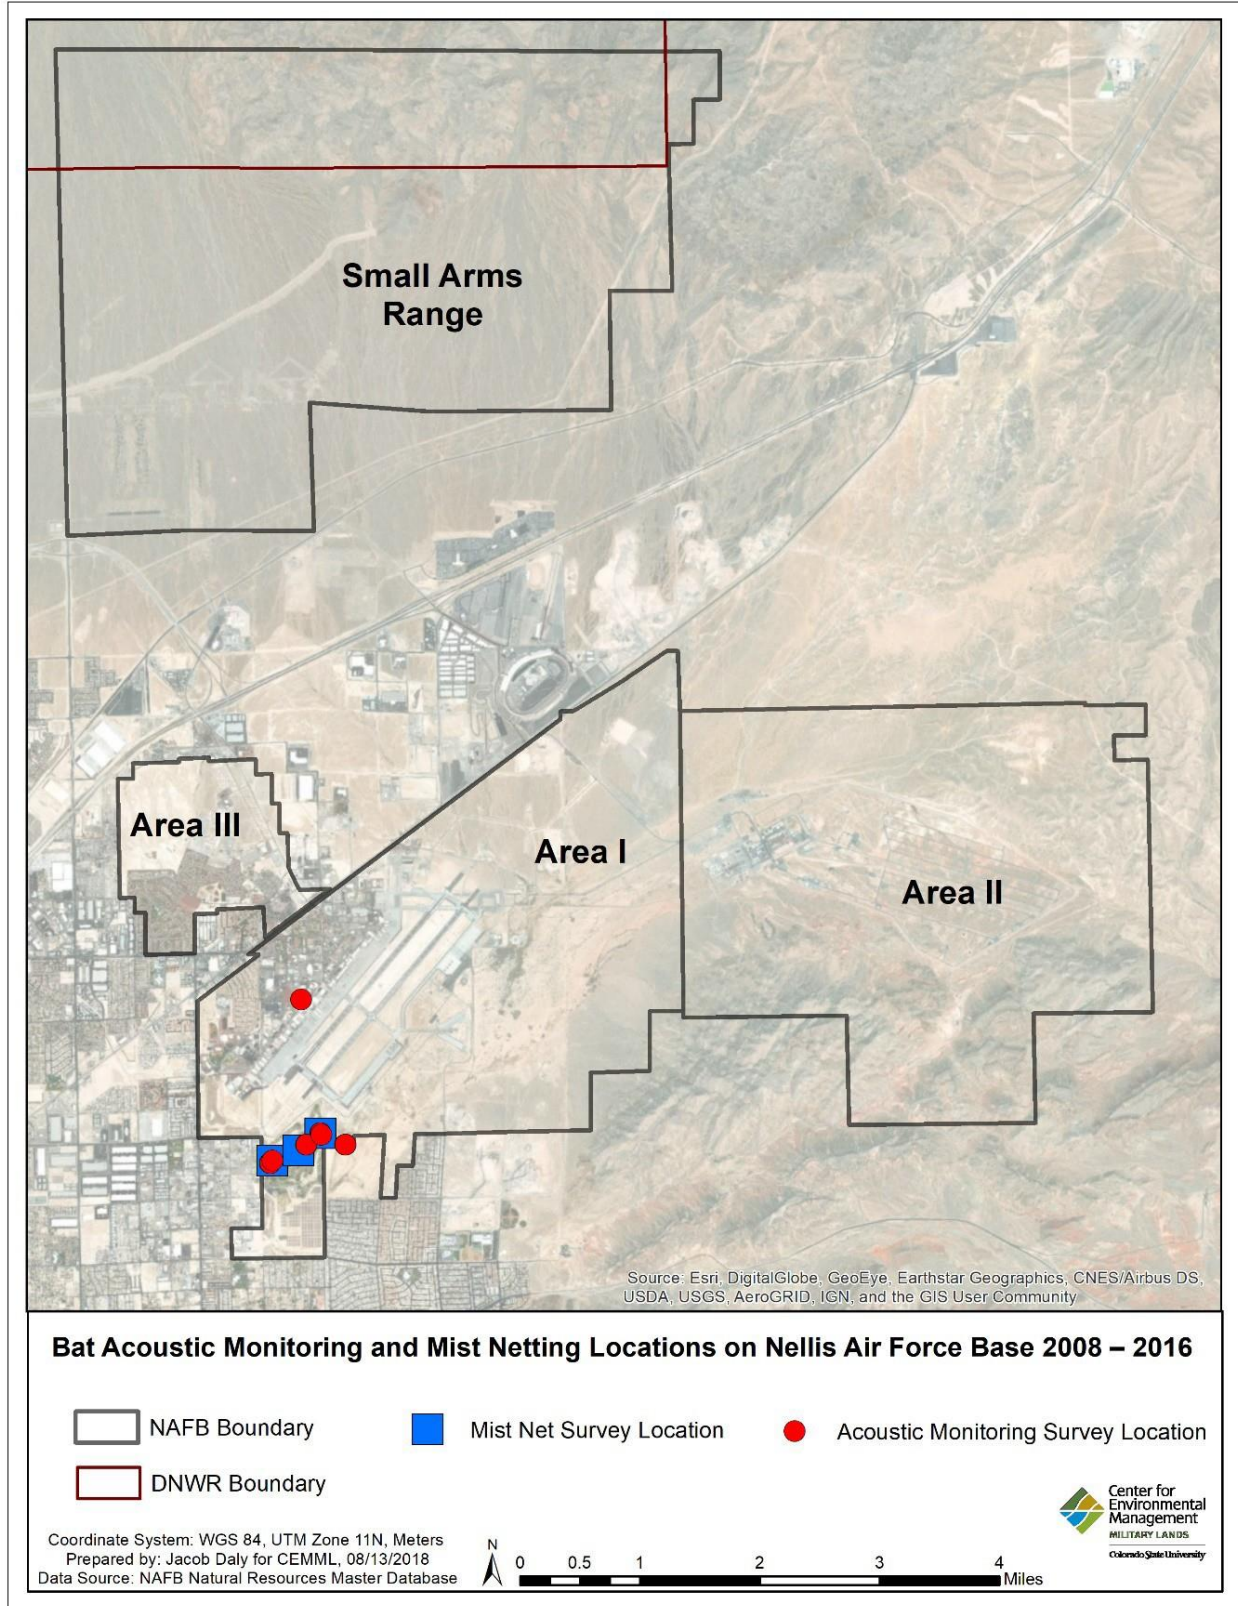 Small Arms
Range
Area III
Area I
Area II
Source: Esri, DigitalGlobe, GeoEye, Earthstar Geographics, CNES/Airbus DS,
USDA, USGS, AeroGRID, IGN, and the GIS User Community
Bat Acoustic Monitoring and Mist Netting Locations on Nellis Air Force Base 2008 – 2016
NAFB Boundary
Mist Net Survey Location
Acoustic Monitoring Survey Location
DNWR Boundary
Coordinate System: WGS 84, UTM Zone 11N, Meters
Prepared by: Jacob Daly for CEMML, 08/13/2018
Data Source: NAFB Natural Resources Master Database
N
0 0.5 1 2 3 4
Miles
Center for
Environmental
Management
MILITARY LANDS
Colorado State University